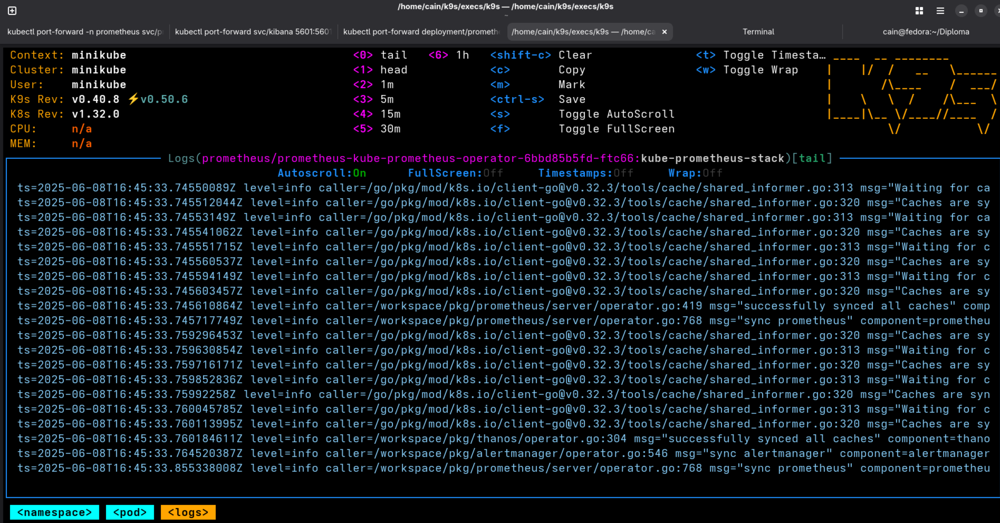 /home/cain/k9s/execs/k9s — /home/cain/k9s/execs/k9s
~
kubectl port-forward -n prometheus svc/p
kubectl port-forward svc/kibana 5601:5601
kubectl port-forward deployment/prometh
/home/cain/k9s/execs/k9s — /home/ca
Terminal
cain@fedora:~/Diploma
Context: minikube <0> tail <6> 1h <shift-c> Clear <t> Toggle Timesta…
Cluster: minikube <1> head <c> Copy <w> Toggle Wrap
User: minikube <2> 1m <m> Mark
K9s Rev: v0.40.8 ⚡v0.50.6 <3> 5m <ctrl-s> Save
K8s Rev: v1.32.0 <4> 15m <s> Toggle AutoScroll
CPU: n/a <5> 30m <f> Toggle FullScreen
MEM: n/a
Logs(prometheus/prometheus-kube-prometheus-operator-6bbd85b5fd-ftc66:kube-prometheus-stack)[tail]
Autoscroll:On FullScreen:Off Timestamps:Off Wrap:Off
ts=2025-06-08T16:45:33.74550089Z level=info caller=/go/pkg/mod/k8s.io/client-go@v0.32.3/tools/cache/shared_informer.go:313 msg="Waiting for ca
ts=2025-06-08T16:45:33.745512044Z level=info caller=/go/pkg/mod/k8s.io/client-go@v0.32.3/tools/cache/shared_informer.go:320 msg="Caches are sy
ts=2025-06-08T16:45:33.74553149Z level=info caller=/go/pkg/mod/k8s.io/client-go@v0.32.3/tools/cache/shared_informer.go:313 msg="Waiting for ca
ts=2025-06-08T16:45:33.745541062Z level=info caller=/go/pkg/mod/k8s.io/client-go@v0.32.3/tools/cache/shared_informer.go:320 msg="Caches are sy
ts=2025-06-08T16:45:33.745551715Z level=info caller=/go/pkg/mod/k8s.io/client-go@v0.32.3/tools/cache/shared_informer.go:313 msg="Waiting for c
ts=2025-06-08T16:45:33.745560537Z level=info caller=/go/pkg/mod/k8s.io/client-go@v0.32.3/tools/cache/shared_informer.go:320 msg="Caches are sy
ts=2025-06-08T16:45:33.745594149Z level=info caller=/go/pkg/mod/k8s.io/client-go@v0.32.3/tools/cache/shared_informer.go:313 msg="Waiting for c
ts=2025-06-08T16:45:33.745603457Z level=info caller=/go/pkg/mod/k8s.io/client-go@v0.32.3/tools/cache/shared_informer.go:320 msg="Caches are sy
ts=2025-06-08T16:45:33.745610864Z level=info caller=/workspace/pkg/prometheus/server/operator.go:419 msg="successfully synced all caches" comp
ts=2025-06-08T16:45:33.745717749Z level=info caller=/workspace/pkg/prometheus/server/operator.go:768 msg="sync prometheus" component=prometheu
ts=2025-06-08T16:45:33.759296453Z level=info caller=/go/pkg/mod/k8s.io/client-go@v0.32.3/tools/cache/shared_informer.go:320 msg="Caches are sy
ts=2025-06-08T16:45:33.759630854Z level=info caller=/go/pkg/mod/k8s.io/client-go@v0.32.3/tools/cache/shared_informer.go:313 msg="Waiting for c
ts=2025-06-08T16:45:33.759716171Z level=info caller=/go/pkg/mod/k8s.io/client-go@v0.32.3/tools/cache/shared_informer.go:320 msg="Caches are sy
ts=2025-06-08T16:45:33.759852836Z level=info caller=/go/pkg/mod/k8s.io/client-go@v0.32.3/tools/cache/shared_informer.go:313 msg="Waiting for c
ts=2025-06-08T16:45:33.75992258Z level=info caller=/go/pkg/mod/k8s.io/client-go@v0.32.3/tools/cache/shared_informer.go:320 msg="Caches are syn
ts=2025-06-08T16:45:33.760045785Z level=info caller=/go/pkg/mod/k8s.io/client-go@v0.32.3/tools/cache/shared_informer.go:313 msg="Waiting for c
ts=2025-06-08T16:45:33.760113995Z level=info caller=/go/pkg/mod/k8s.io/client-go@v0.32.3/tools/cache/shared_informer.go:320 msg="Caches are sy
ts=2025-06-08T16:45:33.760184611Z level=info caller=/workspace/pkg/thanos/operator.go:304 msg="successfully synced all caches" component=thano
ts=2025-06-08T16:45:33.764520387Z level=info caller=/workspace/pkg/alertmanager/operator.go:546 msg="sync alertmanager" component=alertmanager
ts=2025-06-08T16:45:33.855338008Z level=info caller=/workspace/pkg/prometheus/server/operator.go:768 msg="sync prometheus" component=prometheu
<namespace> <pod> <logs>